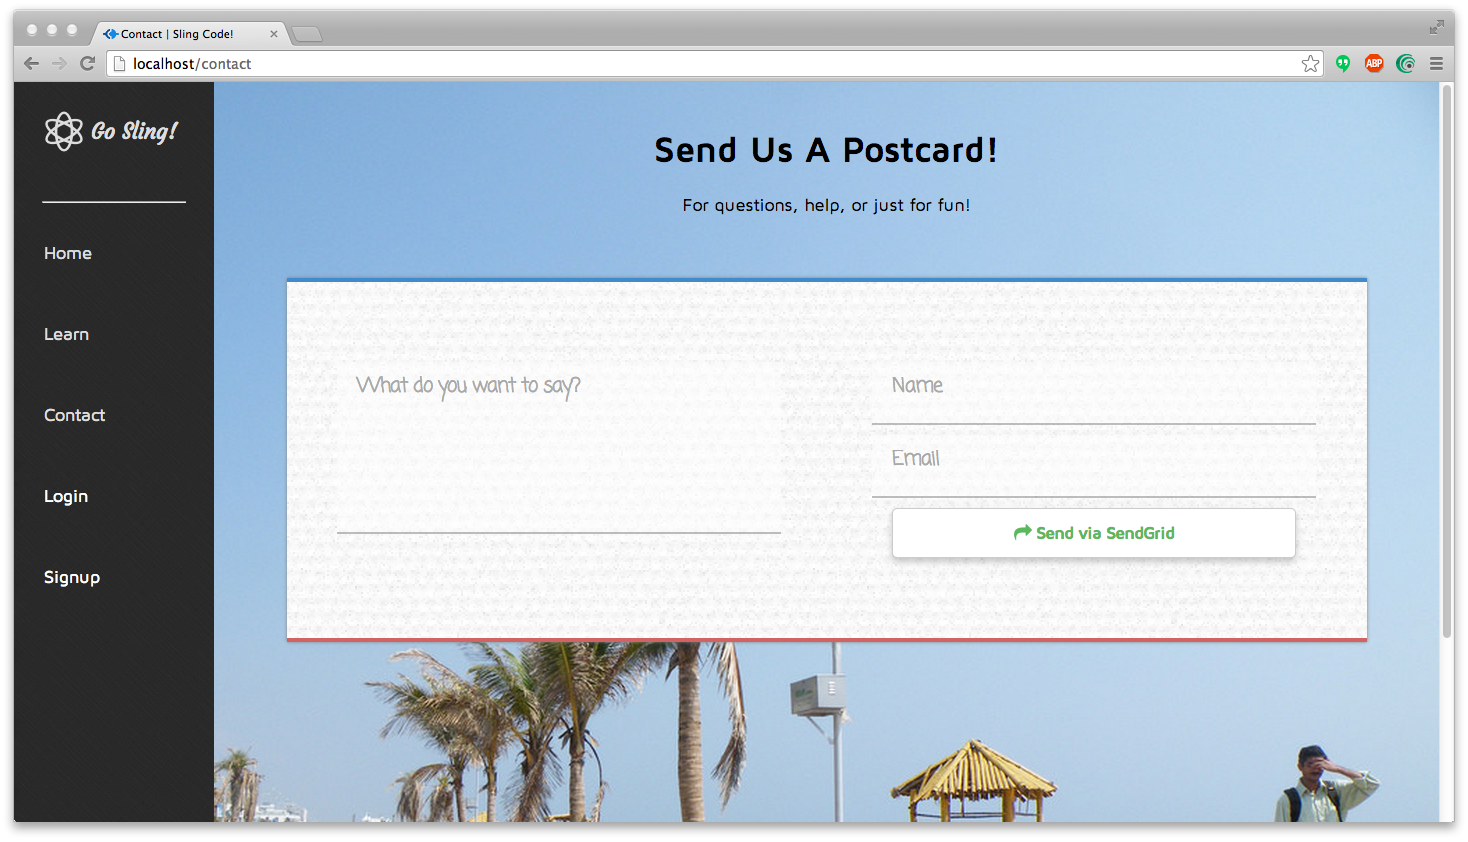 Contact | Sling Code!
localhost/contact
ABP
Go Sling!
Home
Learn
Contact
Login
Signup
Send Us A Postcard!
For questions, help, or just for fun!
What do you want to say?
Name
Email
Send via SendGrid